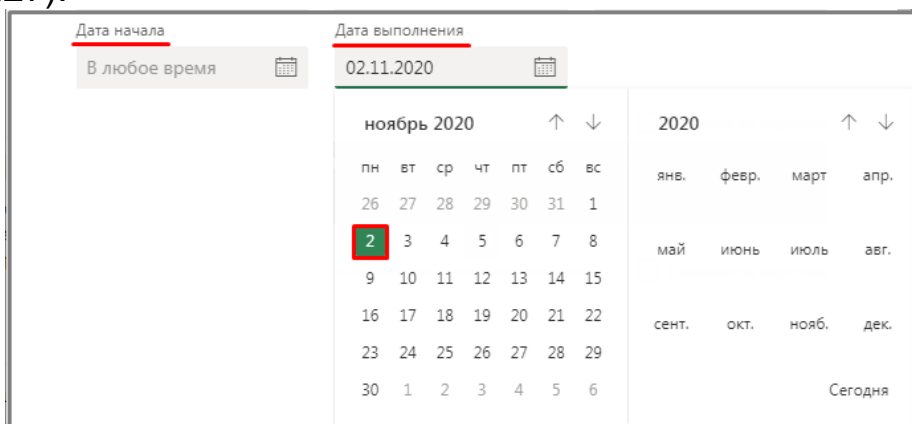 Дата начала Дата выполнения
В любое время 02.11.2020
ноябрь 2020 2020
пн вт ср чт пт сб вс
янв. февр. март апр.
26 27 28 29 30 31 1
2 3 4 5 6 7 8
май июнь июль авг.
9 10 11 12 13 14 15
16 17 18 19 20 21 22
сент. окт. нояб. дек.
23 24 25 26 27 28 29
30 1 2 3 4 5 6
Сегодня